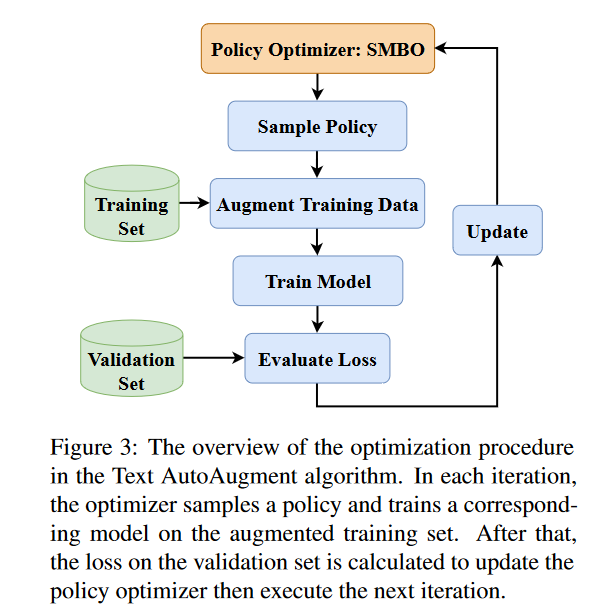 Policy Optimizer: SMBO
Sample Policy
Training
Set
Augment Training Data
Update
Train Model
Validation
Set
Evaluate Loss
Figure 3: The overview of the optimization procedure
in the Text AutoAugment algorithm. In each iteration,
the optimizer samples a policy and trains a correspond-
ing model on the augmented training set. After that,
the loss on the validation set is calculated to update the
policy optimizer then execute the next iteration.